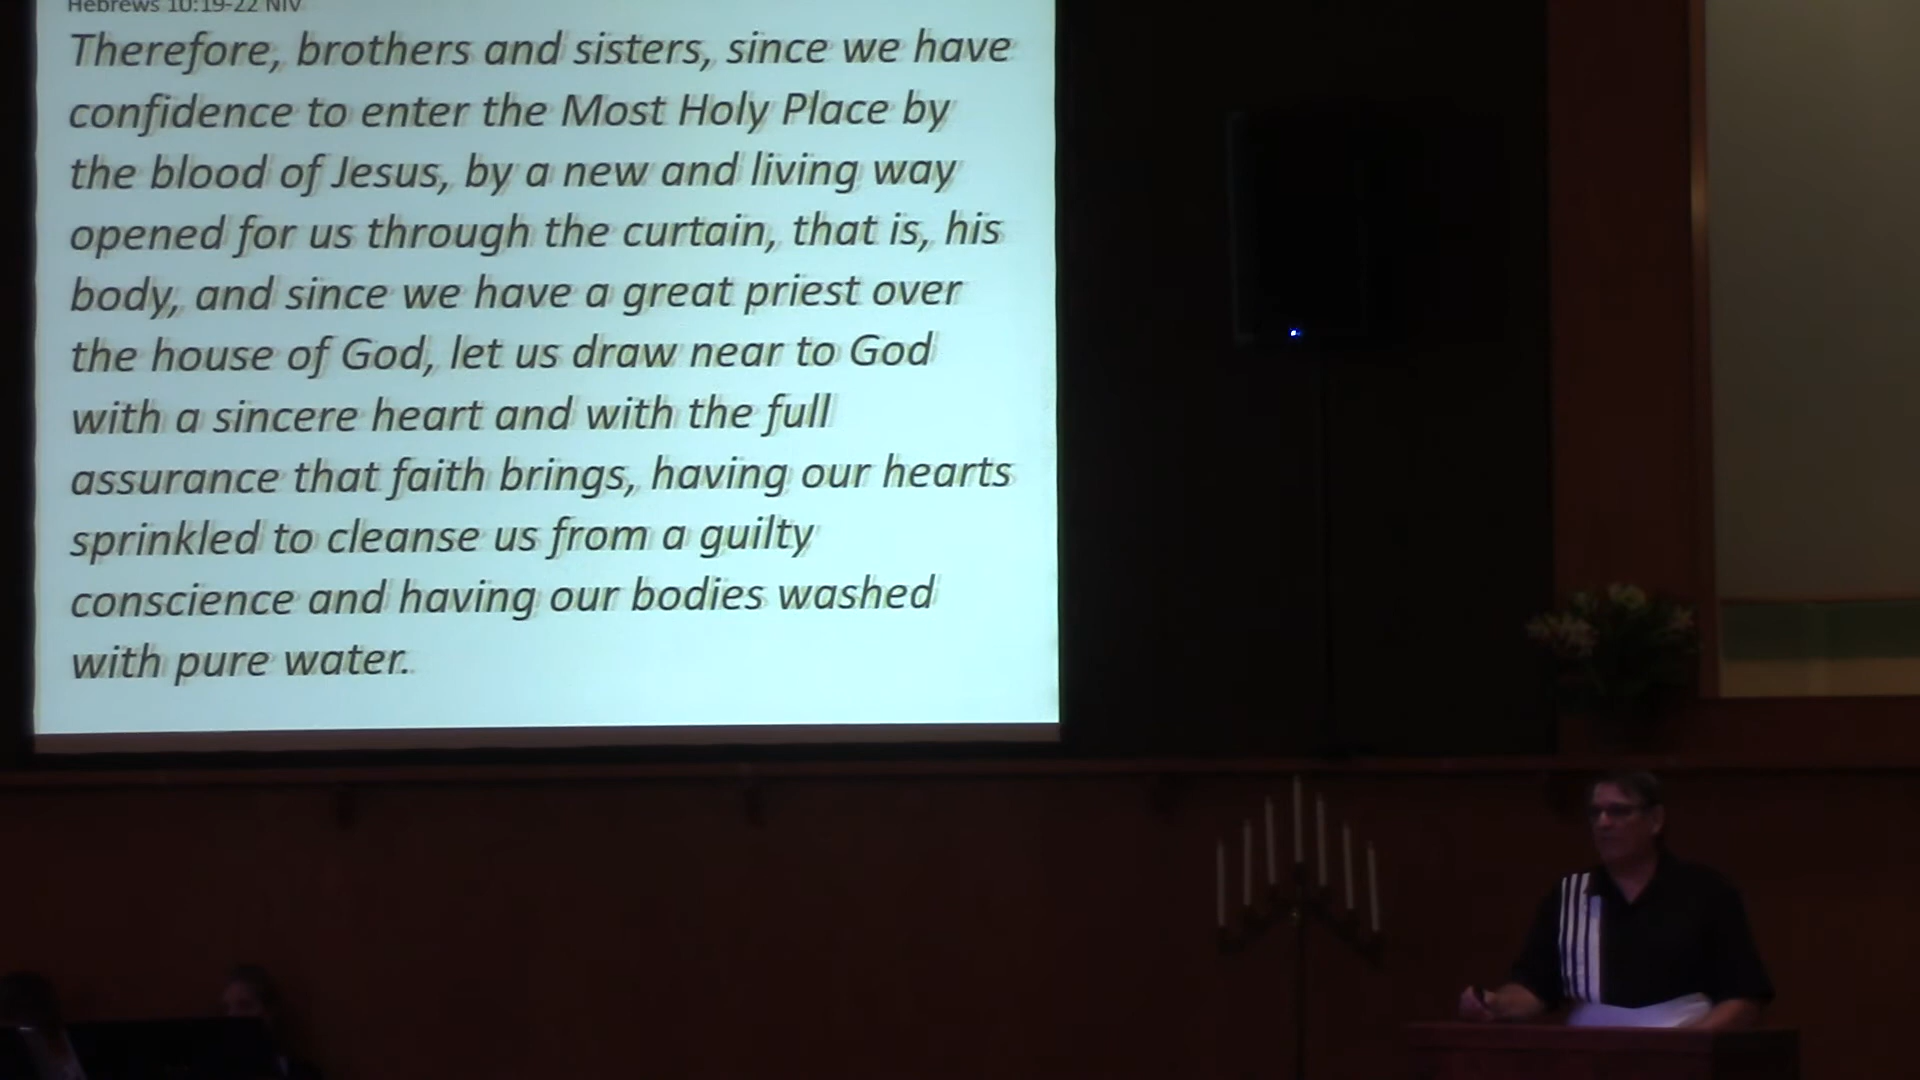 Hebrews 10:19-22 NIV
Therefore, brothers and sisters, since we have
confidence to enter the Most Holy Place by
the blood of Jesus, by a new and living way
opened for us through the curtain, that is, his
body, and since we have a great priest over
the house of God, let us draw near to God
with a sincere heart and with the full
assurance that faith brings, having our hearts
sprinkled to cleanse us from a guilty
conscience and having our bodies washed
with pure water.